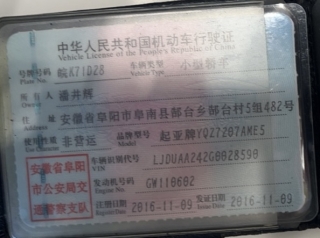 中华人民共和国机动车行驶证
Vehicle License of the People's Republic of China
号牌号码 皖K71D28 车辆类型 小型轿车
Plate No. Vehicle Type
所有人 潘井辉
Owner
住址 安徽省阜阳市阜南县郜台乡郜台村5组482号
Address
使用性质 非营运 品牌型号 起亚牌YQZ7207AME5
Use Character Model
安徽省阜阳市公安局交通警察支队
车辆识别代号 LJDUAA242G0028590
VIN
发动机号码 GW110602
Engine No.
注册日期 2016-11-09 发证日期 2016-11-09
Register Date Issue Date